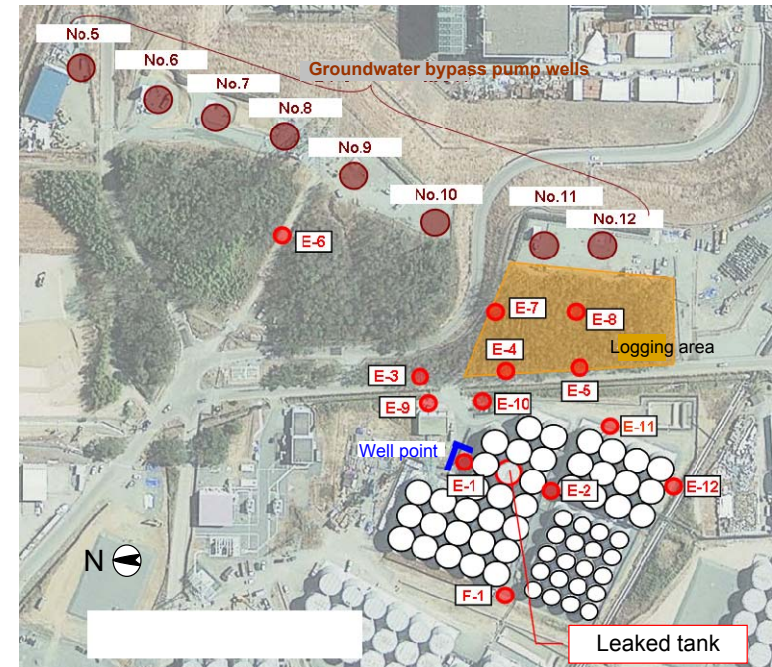 No.5
No.6
No.7
Groundwater bypass pump wells
No.8
No.9
No.10
No.11
No.12
E-6
E-7
E-8
Logging area
E-4
E-5
E-3
E-9
E-10
E-11
Well point
E-1
E-2
E-12
N
F-1
Leaked tank